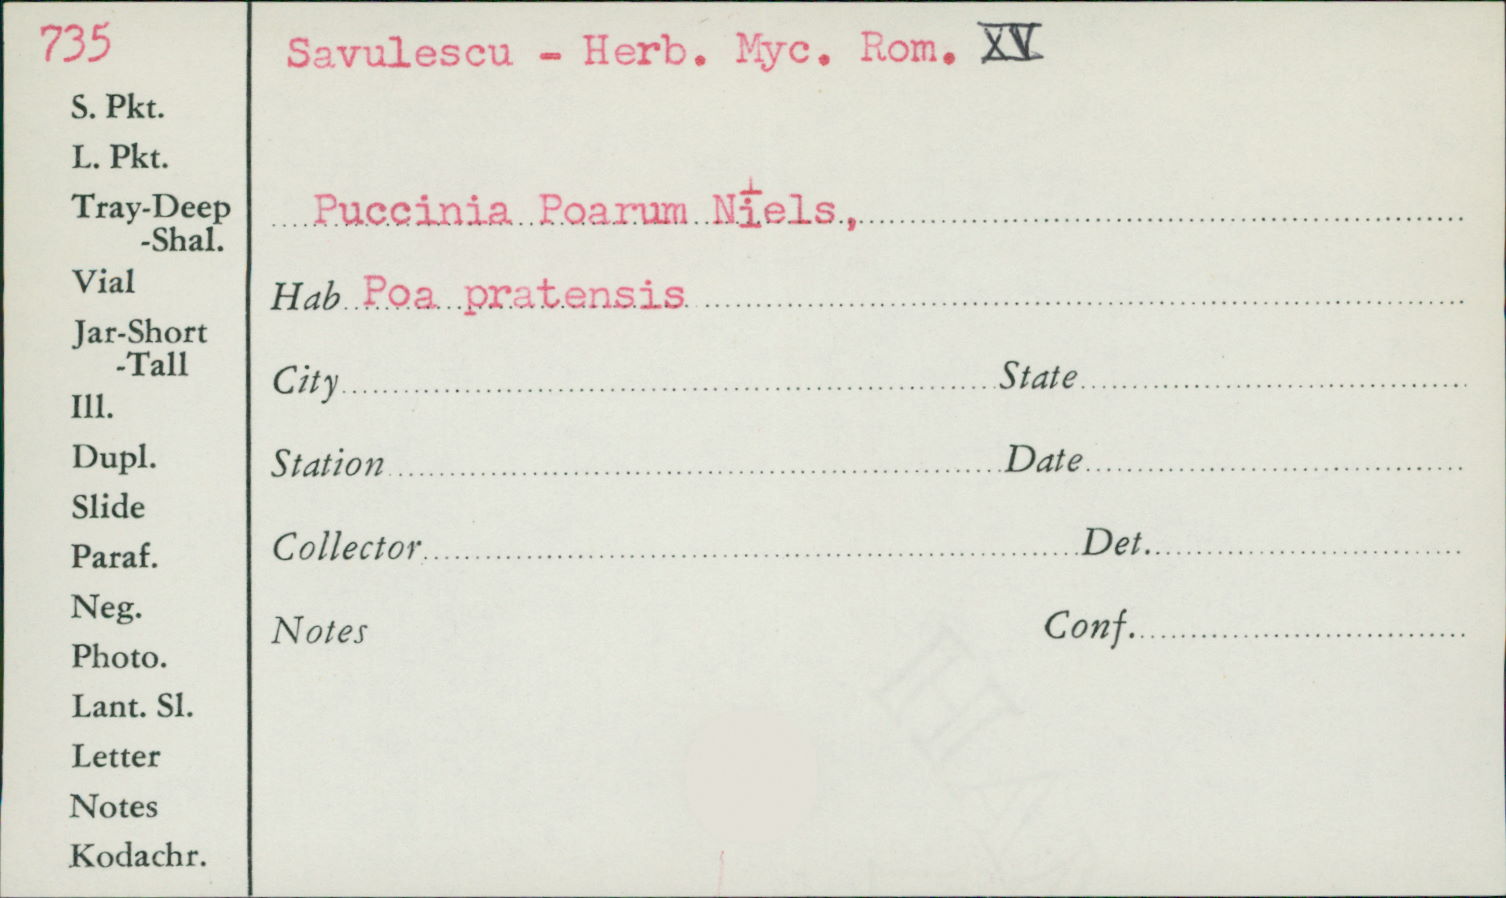 735
Savulescu - Herb. Myc. Rom. XV
S. Pkt.
L. Pkt.
Tray-Deep
-Shal.
Puccinia Poarum Niels.,
Vial
Hab Poa pratensis
Jar-Short
-Tall
City State
Ill.
Dupl.
Station Date
Slide
Paraf.
Collector Det.
Neg.
Notes Conf.
Photo.
Lant. Sl.
Letter
Notes
Kodachr.